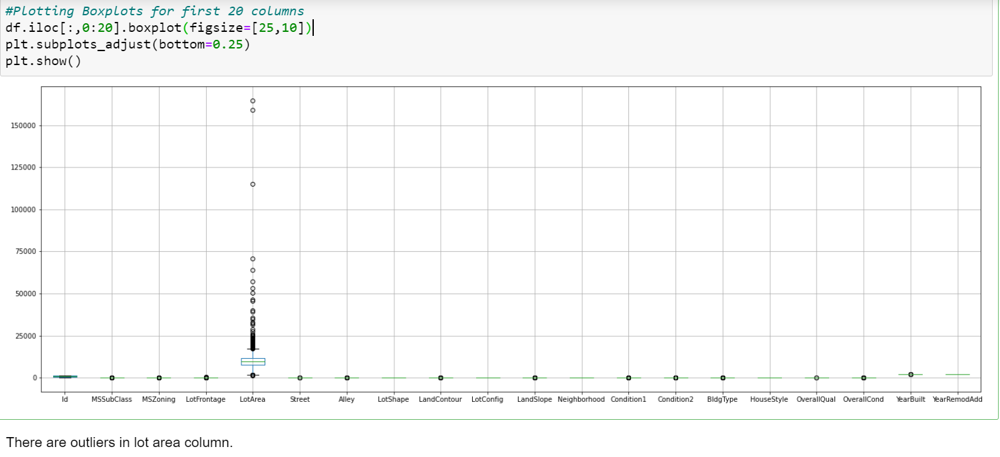 #Plotting Boxplots for first 20 columns
df.iloc[:,0:20].boxplot(figsize=[25,10])
plt.subplots_adjust(bottom=0.25)
plt.show()
150000
125000
100000
75000
50000
25000
0
Id MSSubClass MSZoning LotFrontage LotArea Street Alley LotShape LandContour LotConfig LandSlope Neighborhood Condition1 Condition2 BldgType HouseStyle OverallQual OverallCond YearBuilt YearRemodAdd
There are outliers in lot area column.